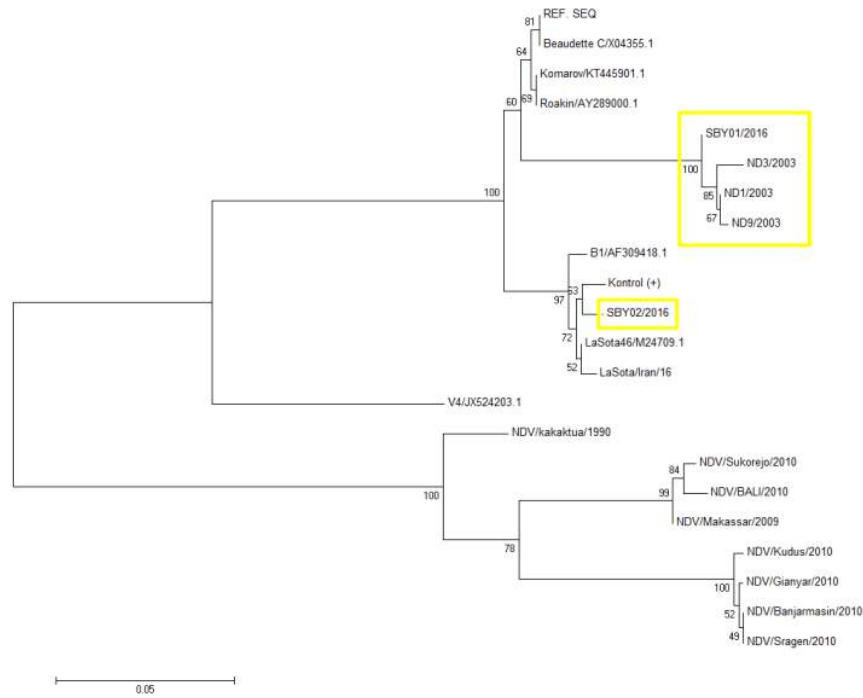 REF. SEQ
81
Beaudette C/X04355.1
64
Komarov/KT445901.1
69
Roakin/AY289000.1
60
SBY01/2016
100
ND3/2003
85
ND1/2003
67
ND9/2003
100
B1/AF309418.1
Kontrol (+)
53
97
SBY02/2016
72
LaSota46/M24709.1
52
LaSota/Iran/16
V4/JX524203.1
NDV/kakaktua/1990
100
NDV/Sukorejo/2010
84
99
NDV/BALI/2010
NDV/Makassar/2009
78
NDV/Kudus/2010
100
NDV/Gianyar/2010
52
NDV/Banjarmasin/2010
49
NDV/Sragen/2010
0.05